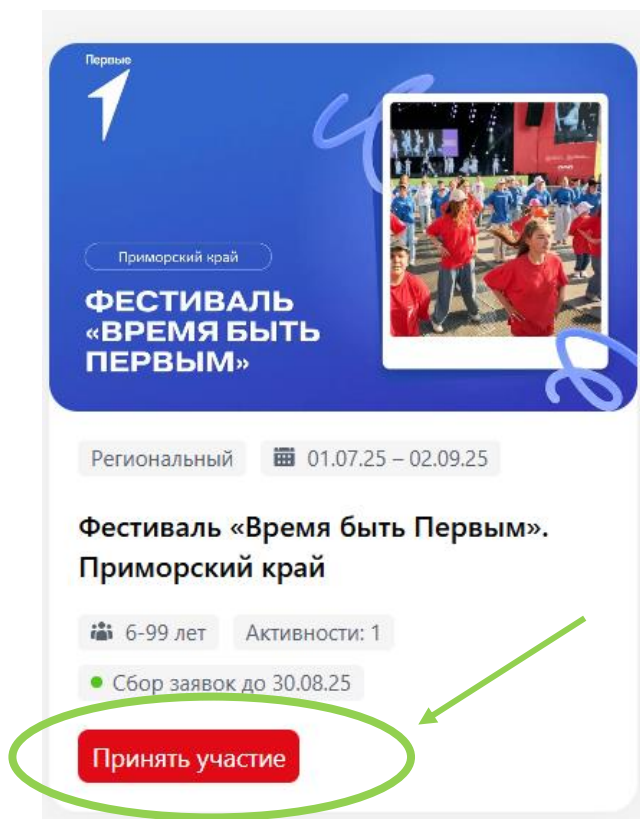 Первые
Приморский край
ФЕСТИВАЛЬ
«ВРЕМЯ БЫТЬ
ПЕРВЫМ»
Региональный 01.07.25 – 02.09.25
Фестиваль «Время быть Первым».
Приморский край
6-99 лет Активности: 1
Сбор заявок до 30.08.25
Принять участие